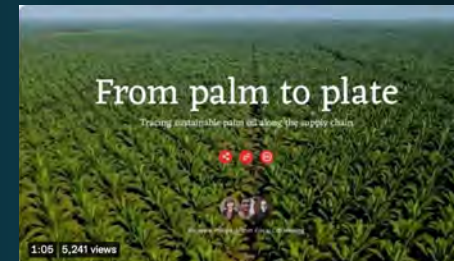 From palm to plate
Tracing sustainable palm oil along the supply chain
1:05 5,241 views